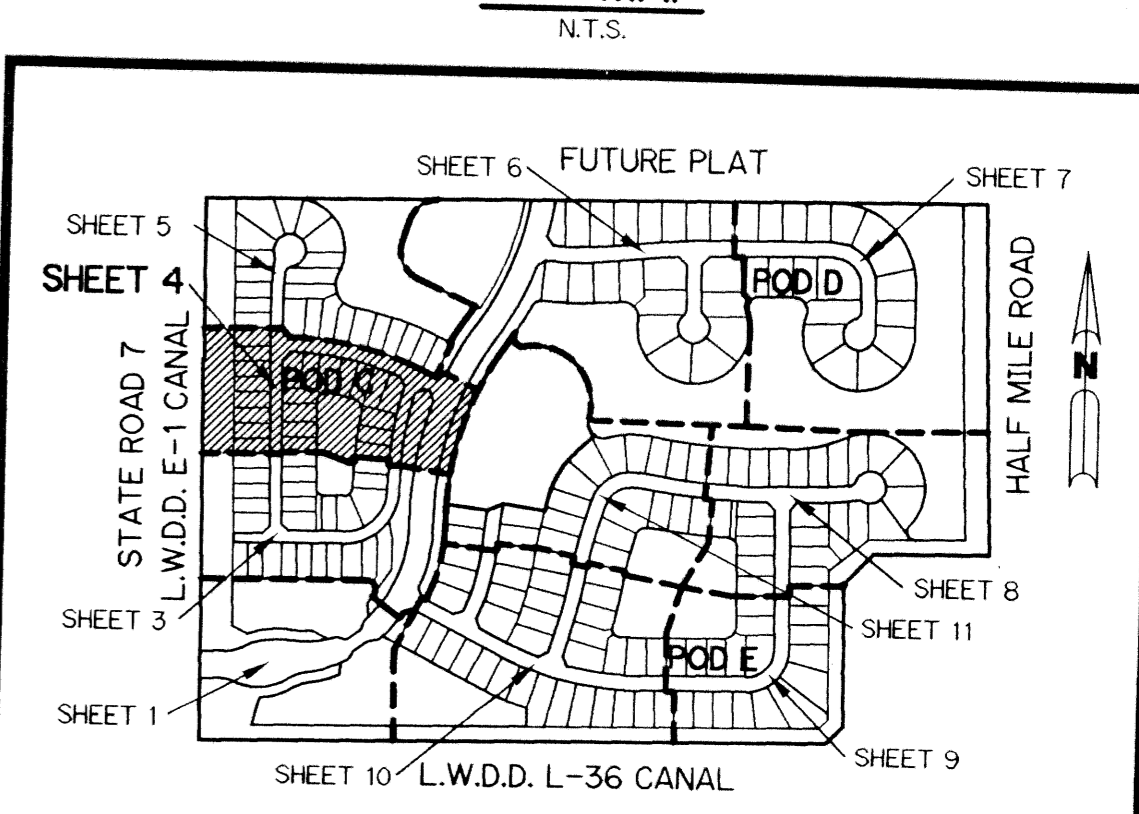 N.T.S.
FUTURE PLAT
SHEET 6
SHEET 7
SHEET 5
SHEET 4
POD D
POD C
STATE ROAD 7
L.W.D.D. E-1 CANAL
HALF MILE ROAD
N
SHEET 3
SHEET 8
SHEET 11
POD E
SHEET 1
SHEET 9
SHEET 10
L.W.D.D. L-36 CANAL